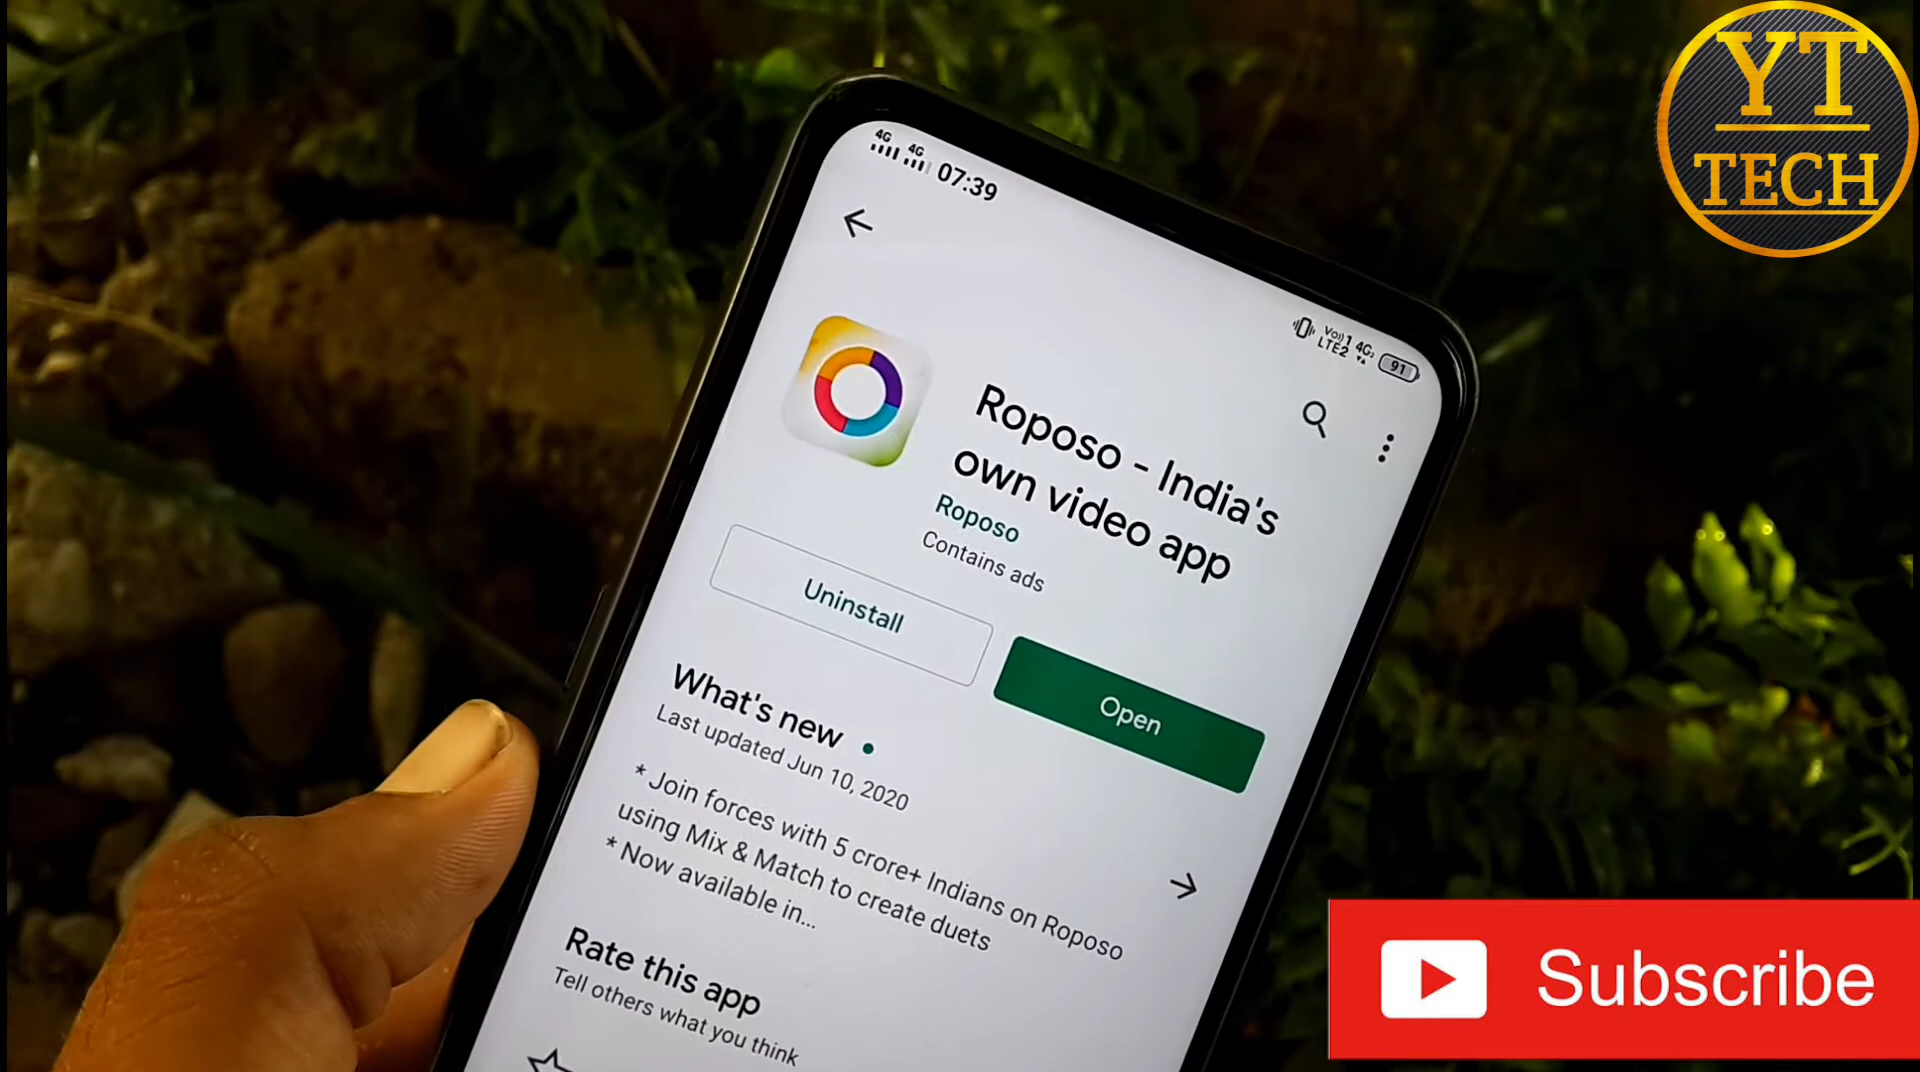 YT
TECH
4G 4G 07:39
Vo)) 1 4G2
LTE2
91
Roposo - India's
own video app
Roposo
Contains ads
Uninstall
Open
What's new
Last updated Jun 10, 2020
* Join forces with 5 crore+ Indians on Roposo
using Mix & Match to create duets
* Now available in...
Rate this app
Tell others what you think
Subscribe